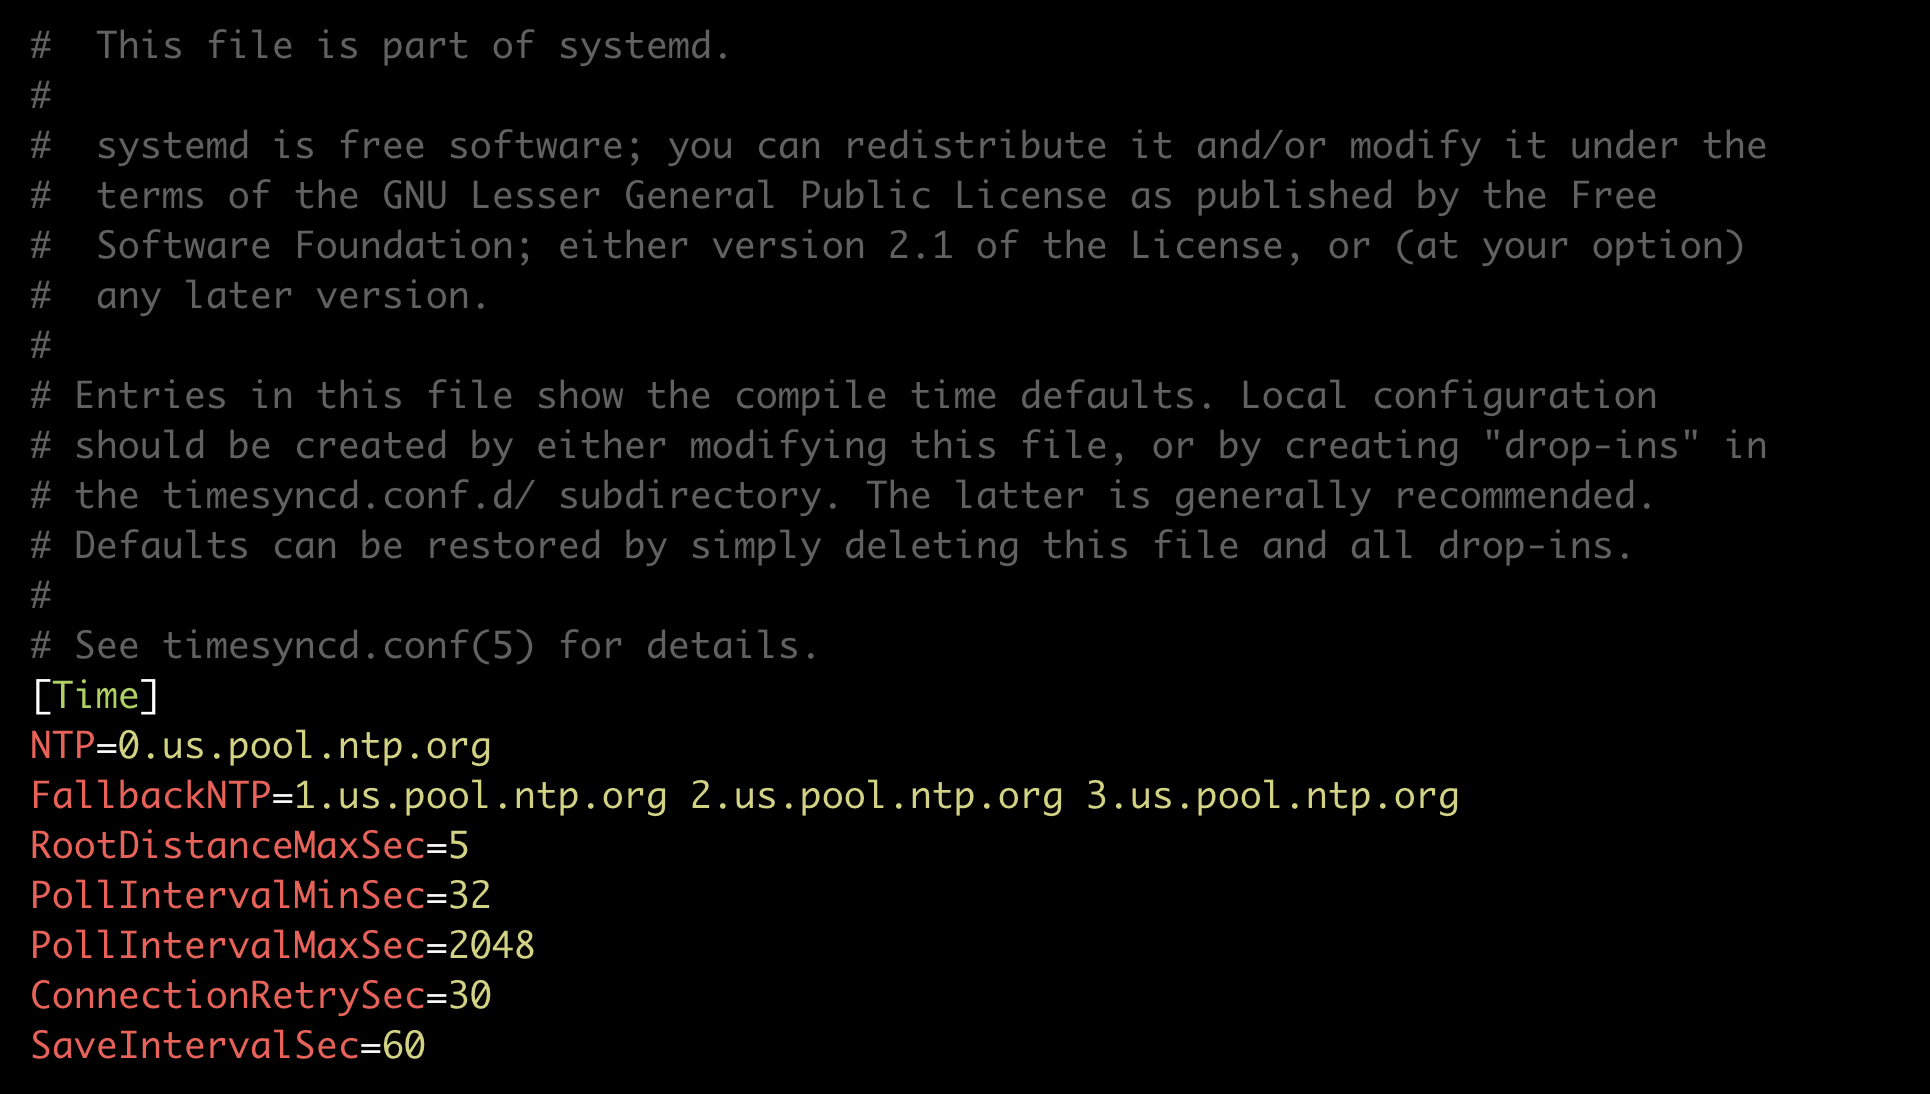 #  This file is part of systemd.
#
#  systemd is free software; you can redistribute it and/or modify it under the
#  terms of the GNU Lesser General Public License as published by the Free
#  Software Foundation; either version 2.1 of the License, or (at your option)
#  any later version.
#
# Entries in this file show the compile time defaults. Local configuration
# should be created by either modifying this file, or by creating "drop-ins" in
# the timesyncd.conf.d/ subdirectory. The latter is generally recommended.
# Defaults can be restored by simply deleting this file and all drop-ins.
#
# See timesyncd.conf(5) for details.
[Time]
NTP=0.us.pool.ntp.org
FallbackNTP=1.us.pool.ntp.org 2.us.pool.ntp.org 3.us.pool.ntp.org
RootDistanceMaxSec=5
PollIntervalMinSec=32
PollIntervalMaxSec=2048
ConnectionRetrySec=30
SaveIntervalSec=60